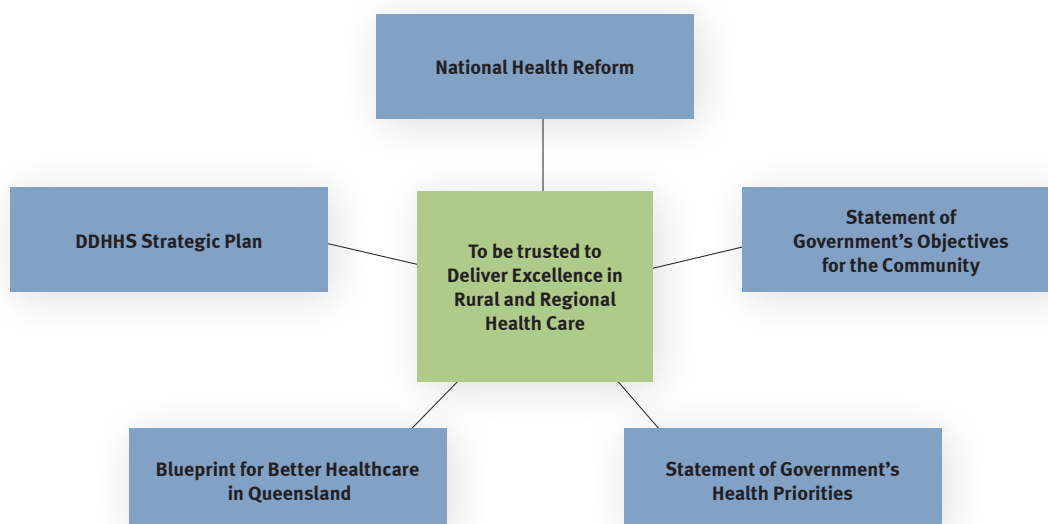 National Health Reform
DDHHS Strategic Plan
To be trusted to
Deliver Excellence in
Rural and Regional
Health Care
Statement of
Government’s Objectives
for the Community
Blueprint for Better Healthcare
in Queensland
Statement of Government’s
Health Priorities